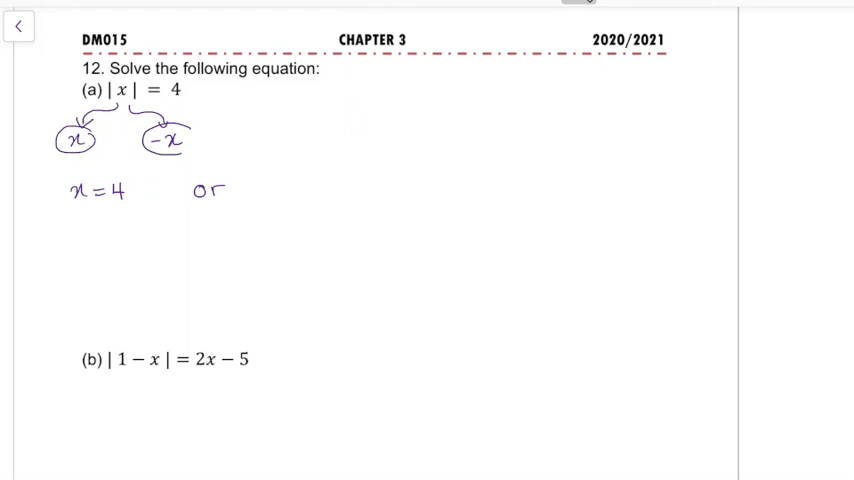 DM015 CHAPTER 3 2020/2021
12. Solve the following equation:
(a) | x | = 4
x -x
x = 4 or
(b) | 1 − x | = 2x − 5